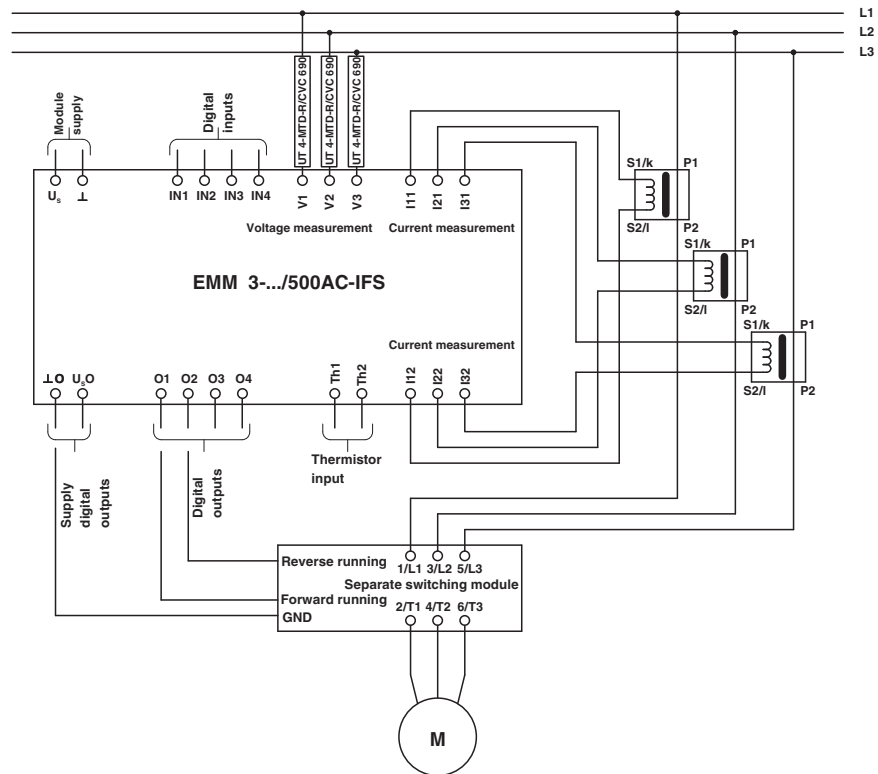 L1
L2
L3
UT 4-MTD-R/CVC 690
UT 4-MTD-R/CVC 690
UT 4-MTD-R/CVC 690
Module
supply
Digital
inputs
Us
⊥
IN1
IN2
IN3
IN4
V1
V2
V3
I11
I21
I31
Voltage measurement
Current measurement
S1/k
P1
S2/l
P2
S1/k
P1
S2/l
P2
S1/k
P1
S2/l
P2
EMM 3-.../500AC-IFS
Current measurement
⊥O
UsO
O1
O2
O3
O4
Th1
Th2
I12
I22
I32
Supply
digital
outputs
Digital
outputs
Thermistor
input
Reverse running
1/L1
3/L2
5/L3
Separate switching module
Forward running
2/T1
4/T2
6/T3
GND
M